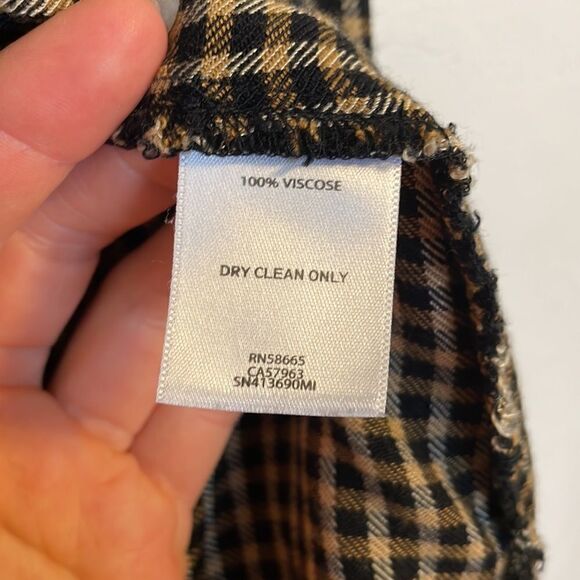 100% VISCOSE
DRY CLEAN ONLY
RN58665
CA57963
SN413690MI